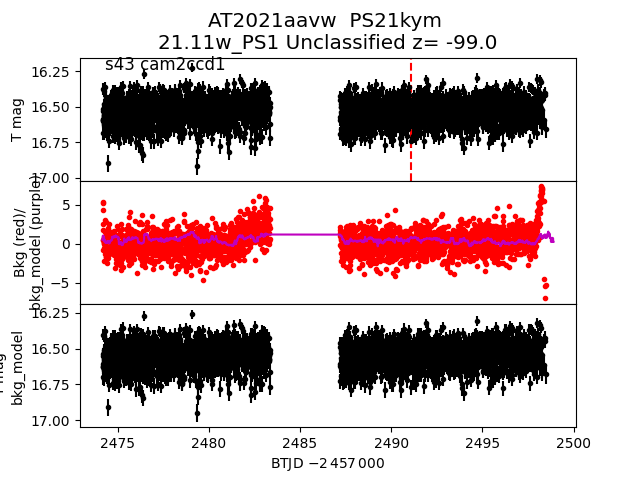 AT2021aavw  PS21kym
21.11w_PS1 Unclassified z= -99.0
s43 cam2ccd1
16.25
16.50
16.75
17.00
T mag
5
0
−5
Bkg (red)/
bkg_model (purple)
16.25
16.50
16.75
17.00
mag
bkg_model
2475 2480 2485 2490 2495 2500
BTJD −2 457 000